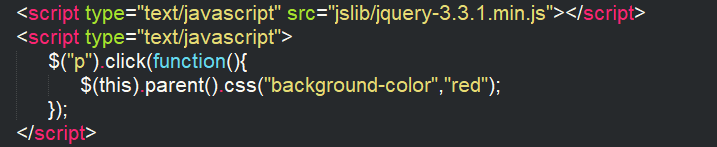 <script type="text/javascript" src="jslib/jquery-3.3.1.min.js"></script>
<script type="text/javascript">
$("p").click(function(){
$(this).parent().css("background-color","red");
});
</script>